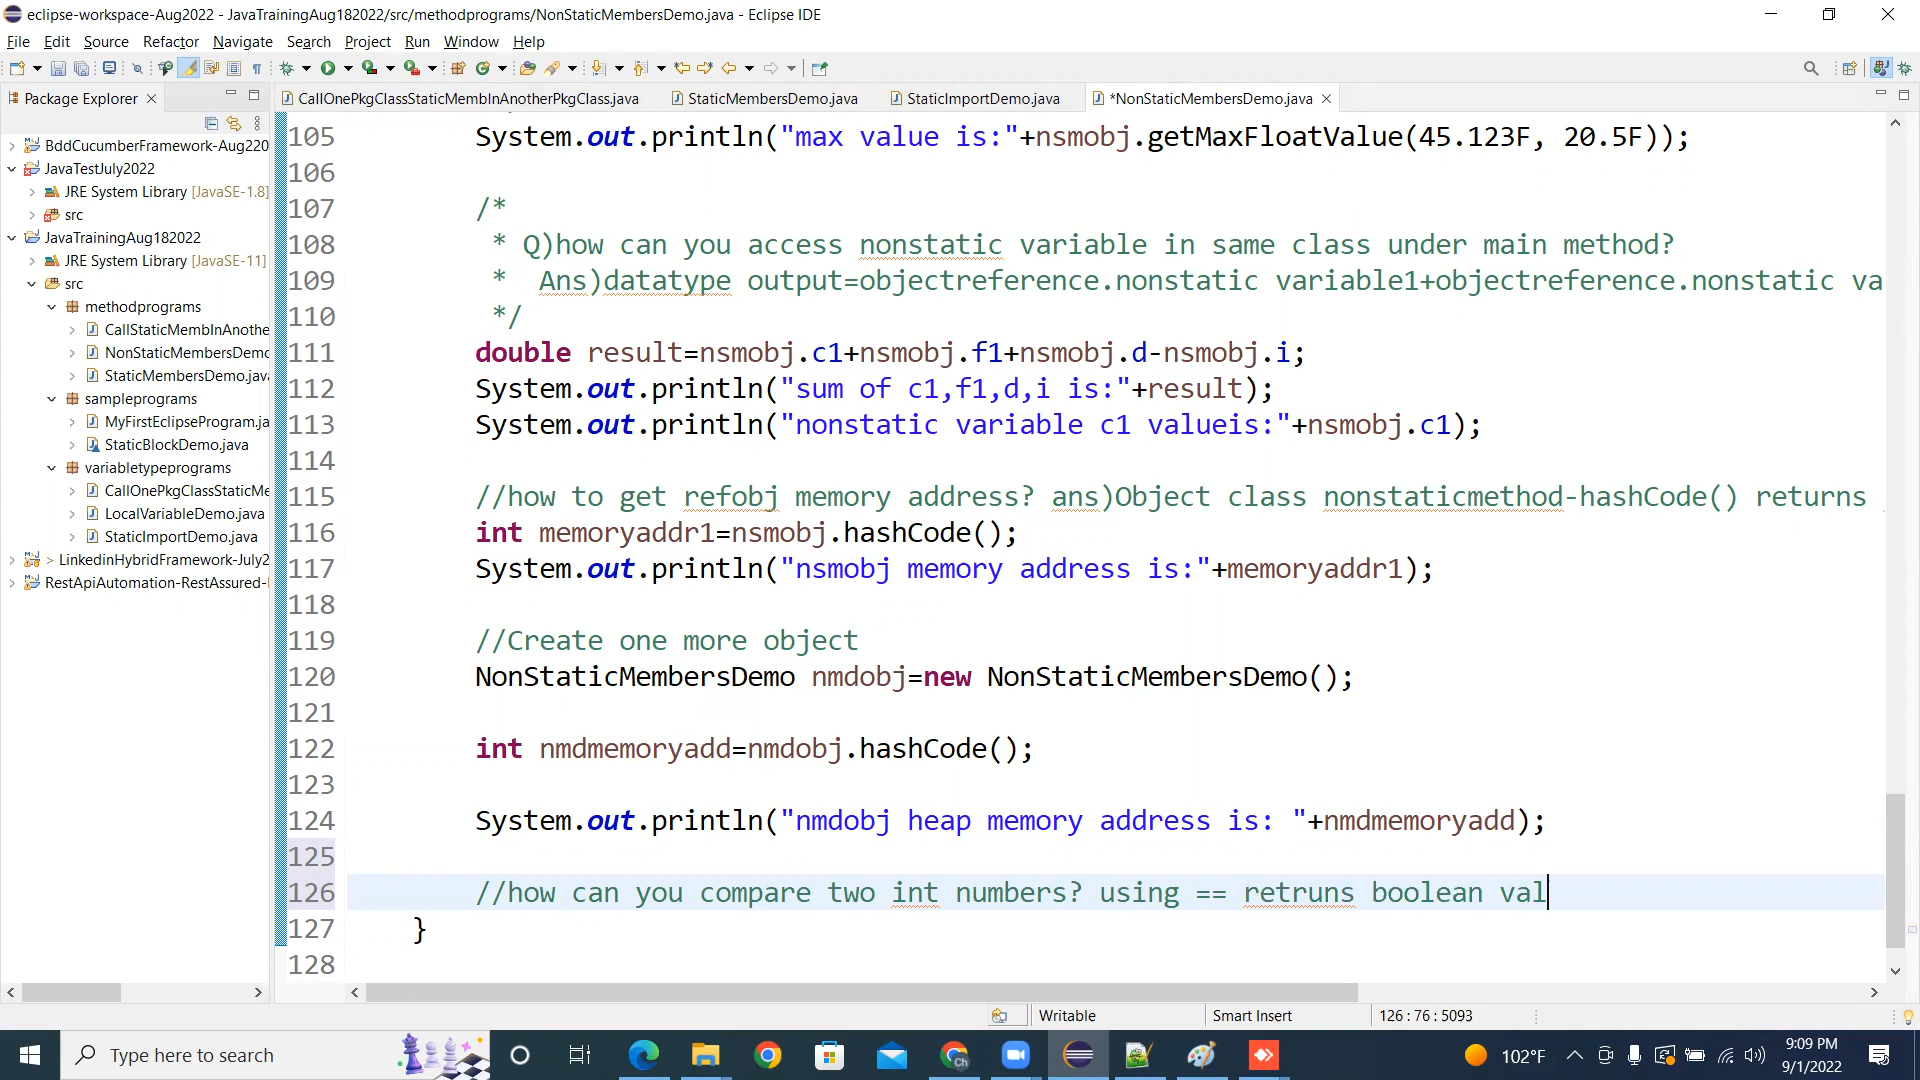 eclipse-workspace-Aug2022 - JavaTrainingAug182022/src/methodprograms/NonStaticMembersDemo.java - Eclipse IDE
File Edit Source Refactor Navigate Search Project Run Window Help
Package Explorer
CallOnePkgClassStaticMembInAnotherPkgClass.java
StaticMembersDemo.java
StaticImportDemo.java
*NonStaticMembersDemo.java
BddCucumberFramework-Aug220
JavaTestJuly2022
JRE System Library [JavaSE-1.8]
src
JavaTrainingAug182022
JRE System Library [JavaSE-11]
src
methodprograms
CallStaticMembInAnothe
NonStaticMembersDemo
StaticMembersDemo.java
sampleprograms
MyFirstEclipseProgram.ja
StaticBlockDemo.java
variabletypeprograms
CallOnePkgClassStaticMe
LocalVariableDemo.java
StaticImportDemo.java
> LinkedinHybridFramework-July2
RestApiAutomation-RestAssured-
105 System.out.println("max value is:"+nsmobj.getMaxFloatValue(45.123F, 20.5F));
106
107 /*
108 * Q)how can you access nonstatic variable in same class under main method?
109 * Ans)datatype output=objectreference.nonstatic variable1+objectreference.nonstatic va
110 */
111 double result=nsmobj.c1+nsmobj.f1+nsmobj.d-nsmobj.i;
112 System.out.println("sum of c1,f1,d,i is:"+result);
113 System.out.println("nonstatic variable c1 valueis:"+nsmobj.c1);
114
115 //how to get refobj memory address? ans)Object class nonstaticmethod-hashCode() returns
116 int memoryaddr1=nsmobj.hashCode();
117 System.out.println("nsmobj memory address is:"+memoryaddr1);
118
119 //Create one more object
120 NonStaticMembersDemo nmdobj=new NonStaticMembersDemo();
121
122 int nmdmemoryadd=nmdobj.hashCode();
123
124 System.out.println("nmdobj heap memory address is: "+nmdmemoryadd);
125
126 //how can you compare two int numbers? using == retruns boolean val
127 }
128
Writable
Smart Insert
126 : 76 : 5093
Type here to search
102°F
9:09 PM
9/1/2022